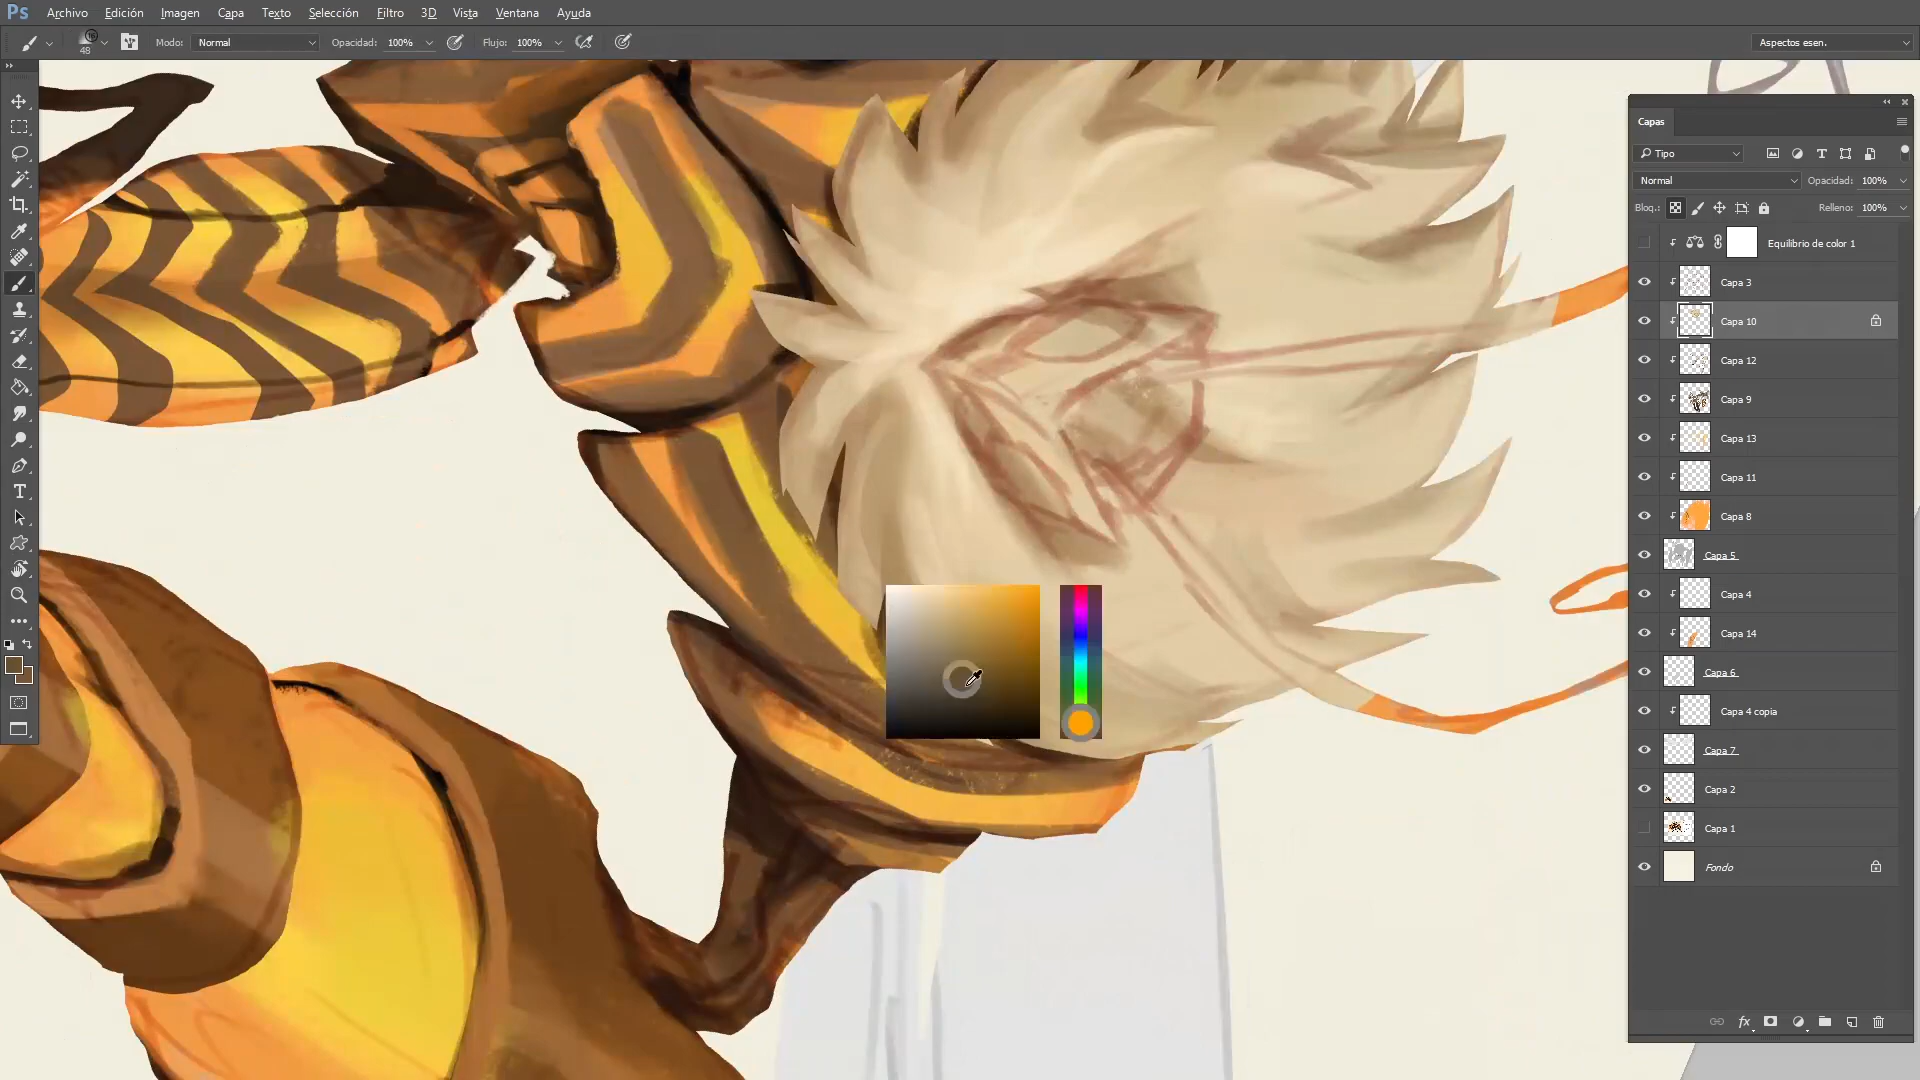 Ps Archivo Edición Imagen Capa Texto Selección Filtro 3D Vista Ventana Ayuda
48 Modo: Normal Opacidad: 100% Flujo: 100% Aspectos esen.
Capas
Tipo
Normal Opacidad: 100%
Bloq.: Relleno: 100%
Equilibrio de color 1
Capa 3
Capa 10
Capa 12
Capa 9
Capa 13
Capa 11
Capa 8
Capa 5
Capa 4
Capa 14
Capa 6
Capa 4 copia
Capa 7
Capa 2
Capa 1
Fondo
fx